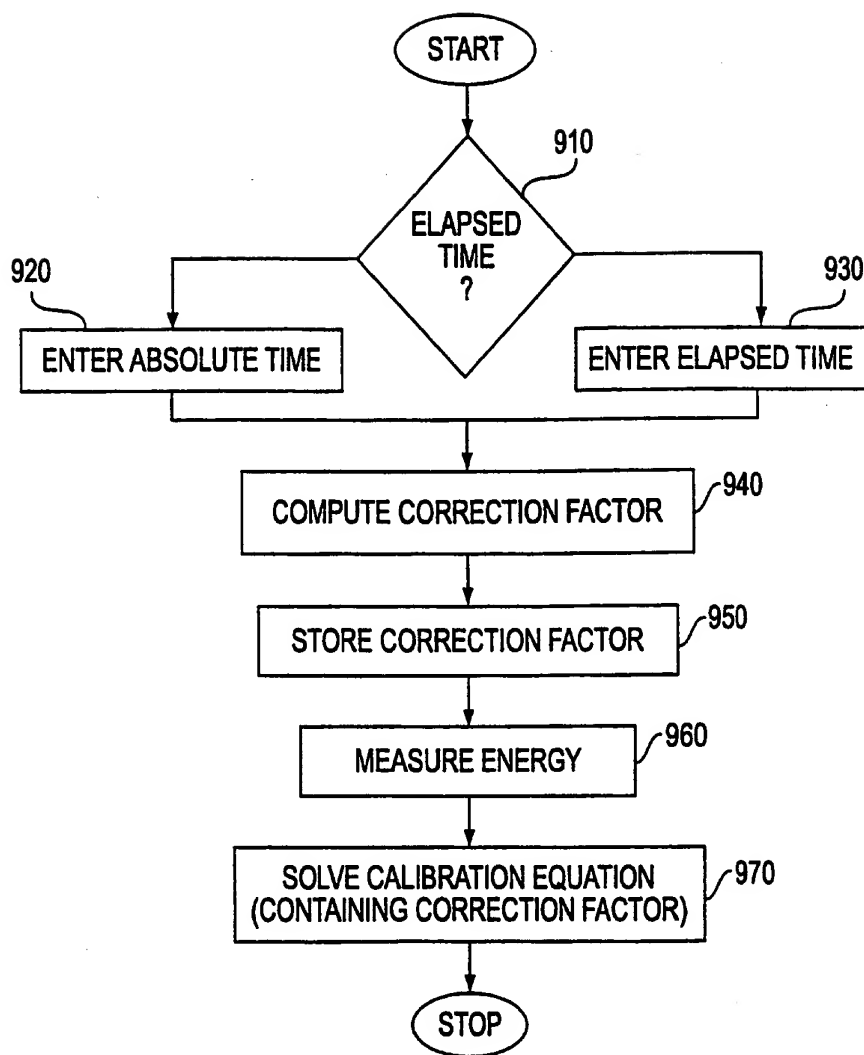 START
910
ELAPSED
TIME
?
920
930
ENTER ABSOLUTE TIME
ENTER ELAPSED TIME
940
COMPUTE CORRECTION FACTOR
950
STORE CORRECTION FACTOR
960
MEASURE ENERGY
970
SOLVE CALIBRATION EQUATION
(CONTAINING CORRECTION FACTOR)
STOP